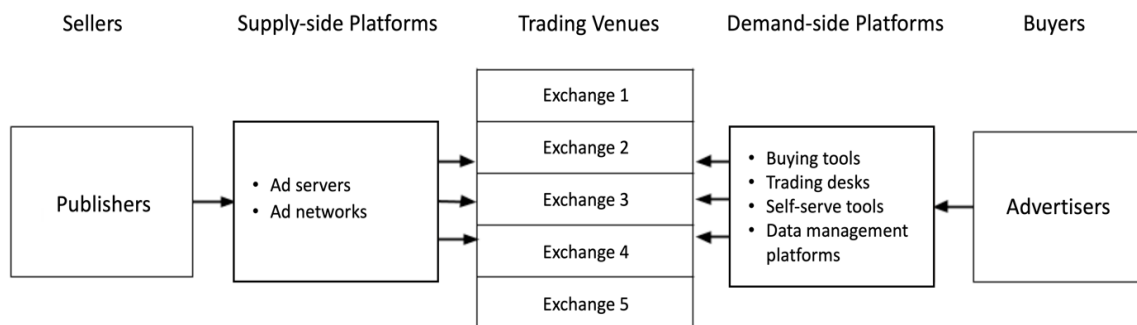 Sellers
Supply-side Platforms
Trading Venues
Demand-side Platforms
Buyers
Publishers
• Ad servers
• Ad networks
Exchange 1
Exchange 2
Exchange 3
Exchange 4
Exchange 5
• Buying tools
• Trading desks
• Self-serve tools
• Data management
platforms
Advertisers